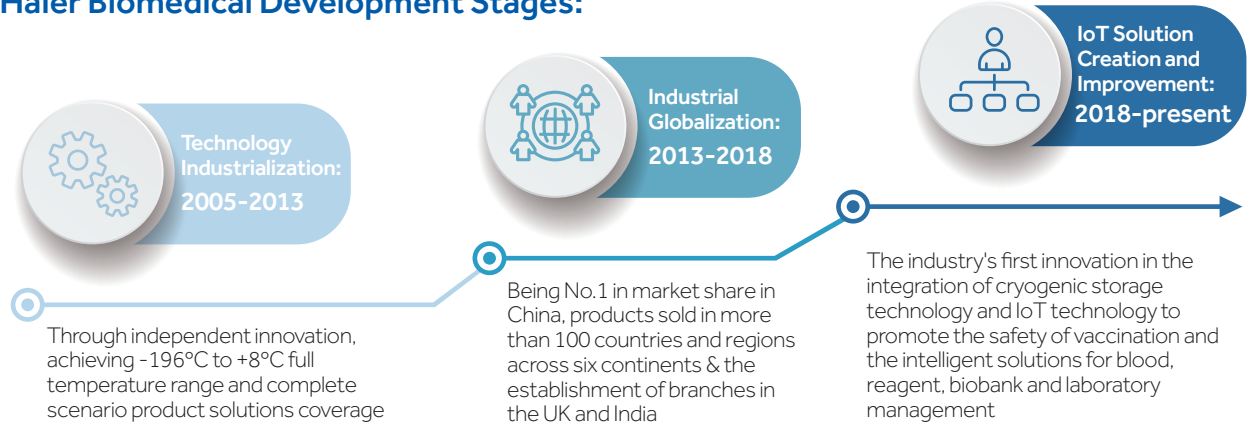 Haier Biomedical Development Stages:
Technology
Industrialization:
2005-2013
Through independent innovation,
achieving -196°C to +8°C full
temperature range and complete
scenario product solutions coverage
Industrial
Globalization:
2013-2018
Being No.1 in market share in
China, products sold in more
than 100 countries and regions
across six continents & the
establishment of branches in
the UK and India
IoT Solution
Creation and
Improvement:
2018-present
The industry's first innovation in the
integration of cryogenic storage
technology and IoT technology to
promote the safety of vaccination and
the intelligent solutions for blood,
reagent, biobank and laboratory
management